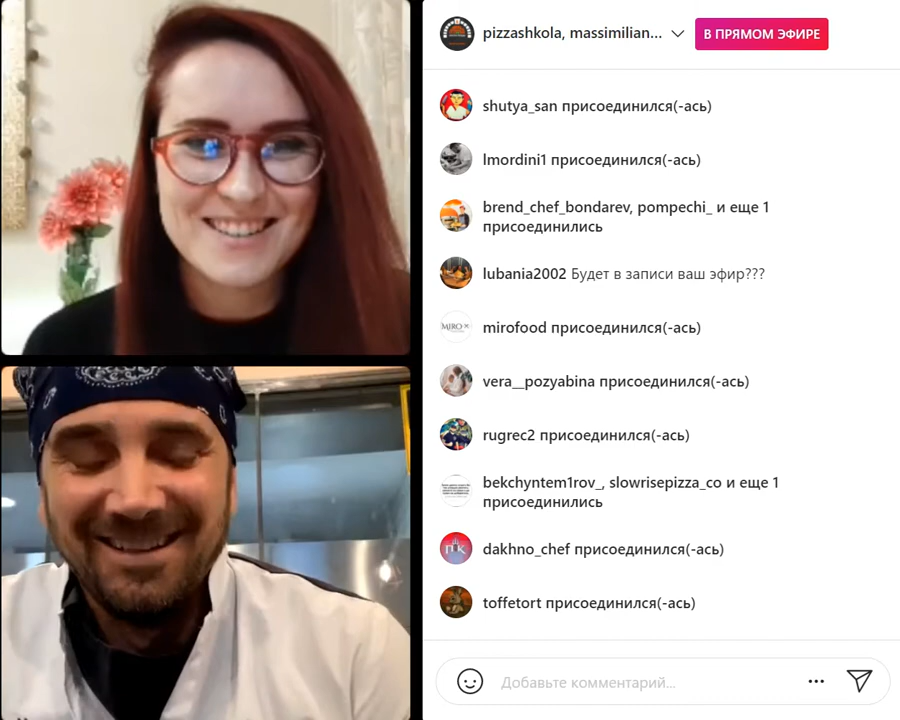 pizzashkola, massimilian...
В ПРЯМОМ ЭФИРЕ
shutya_san присоединился(-ась)
lmordini1 присоединился(-ась)
brend_chef_bondarev, pompechi_ и еще 1
присоединились
lubania2002 Будет в записи ваш эфир???
MIRO
mirofood присоединился(-ась)
vera__pozyabina присоединился(-ась)
rugrec2 присоединился(-ась)
bekchyntem1rov_, slowrisepizza_co и еще 1
присоединились
dakhno_chef присоединился(-ась)
toffetort присоединился(-ась)
Добавьте комментарий...